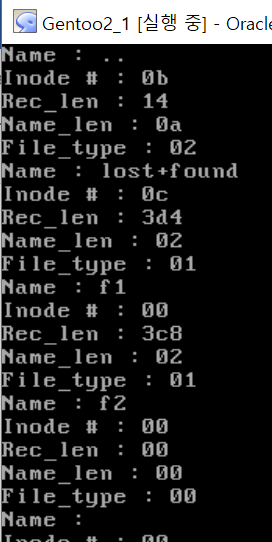 Gentoo2_1 [실행 중] - Oracle
Name : ..
Inode # : 0b
Rec_len : 14
Name_len : 0a
File_type : 02
Name : lost+found
Inode # : 0c
Rec_len : 3d4
Name_len : 02
File_type : 01
Name : f1
Inode # : 00
Rec_len : 3c8
Name_len : 02
File_type : 01
Name : f2
Inode # : 00
Rec_len : 00
Name_len : 00
File_type : 00
Name :
Inode # : 00